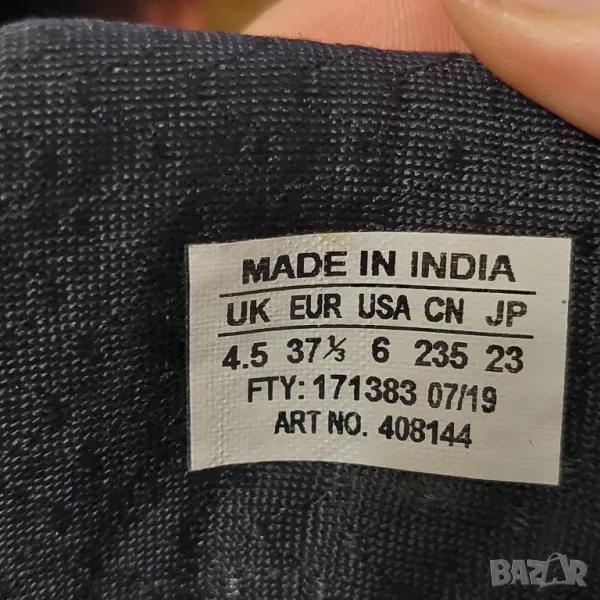 MADE IN INDIA
UK EUR USA CN JP
4.5 37⅓ 6 235 23
FTY: 171383 07/19
ART NO. 408144
BAZAR